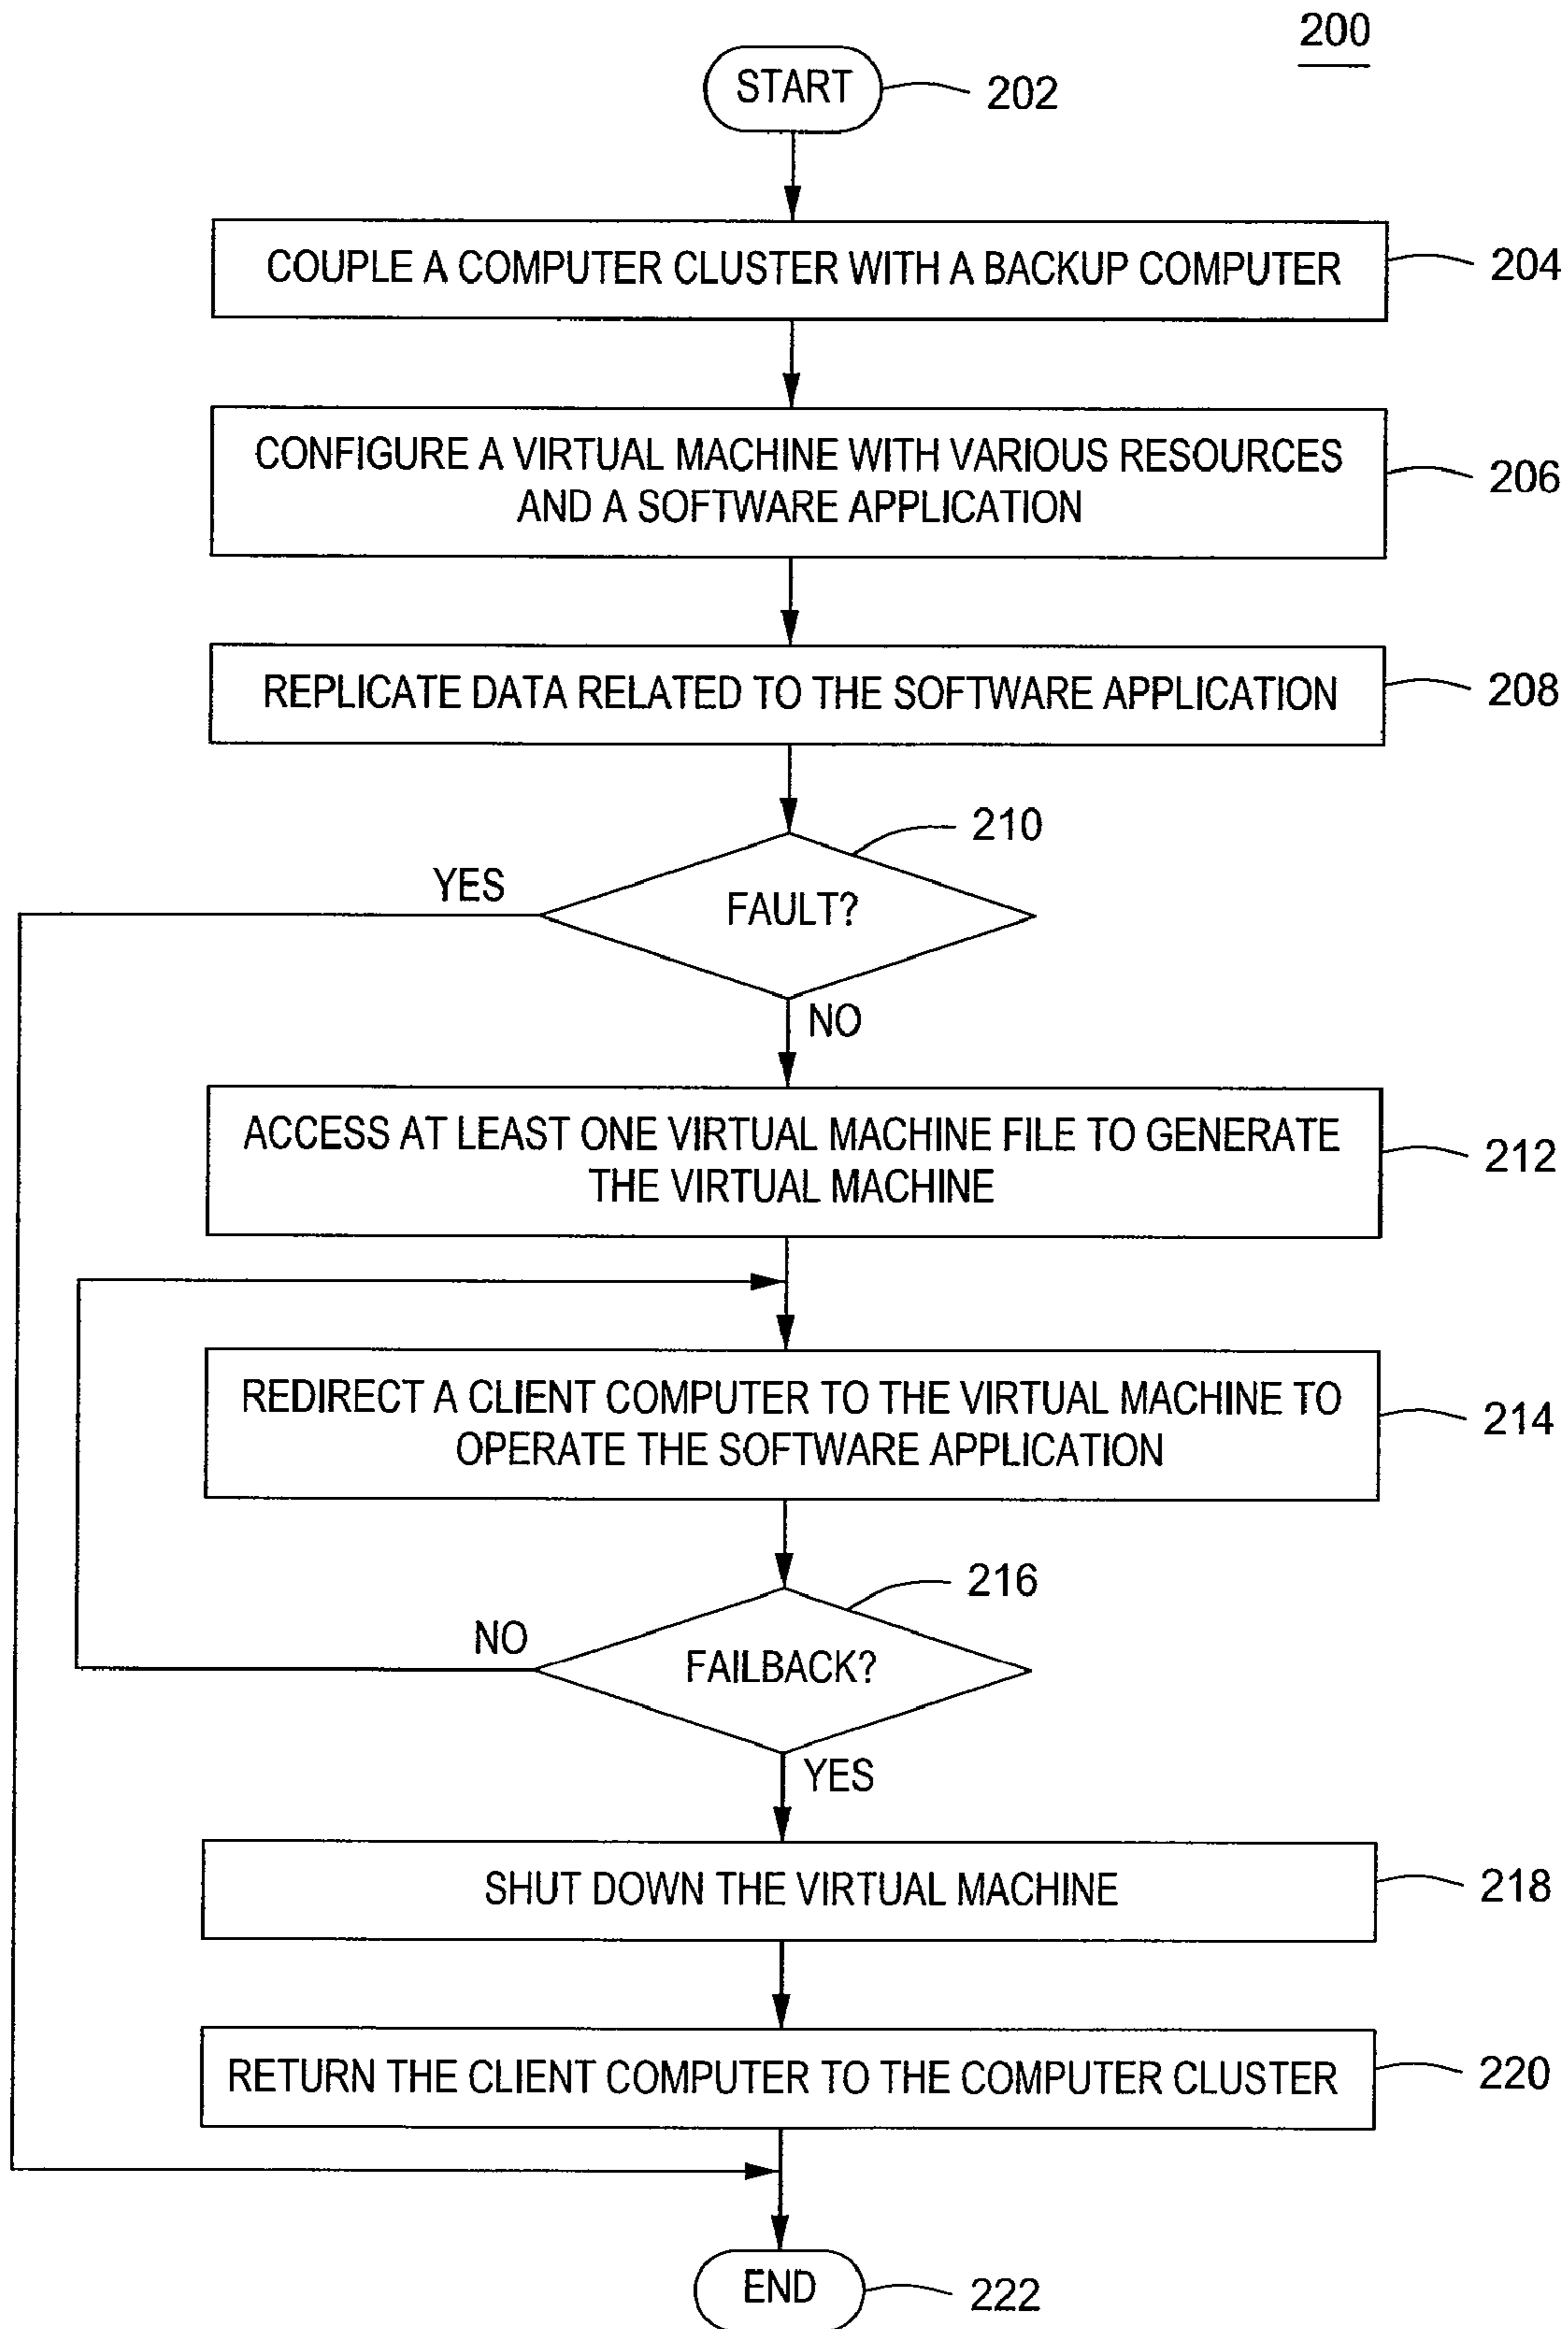 200
START
202
COUPLE A COMPUTER CLUSTER WITH A BACKUP COMPUTER
204
CONFIGURE A VIRTUAL MACHINE WITH VARIOUS RESOURCES
AND A SOFTWARE APPLICATION
206
REPLICATE DATA RELATED TO THE SOFTWARE APPLICATION
208
210
YES
FAULT?
NO
ACCESS AT LEAST ONE VIRTUAL MACHINE FILE TO GENERATE
THE VIRTUAL MACHINE
212
REDIRECT A CLIENT COMPUTER TO THE VIRTUAL MACHINE TO
OPERATE THE SOFTWARE APPLICATION
214
216
NO
FAILBACK?
YES
SHUT DOWN THE VIRTUAL MACHINE
218
RETURN THE CLIENT COMPUTER TO THE COMPUTER CLUSTER
220
END
222